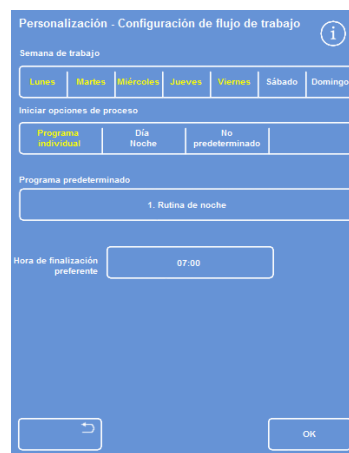 Personalización - Configuración de flujo de trabajo
i
Semana de trabajo
Lunes Martes Miércoles Jueves Viernes Sábado Domingo
Iniciar opciones de proceso
Programa individual
Día Noche
No predeterminado
Programa predeterminado
1. Rutina de noche
Hora de finalización preferente
07:00
OK